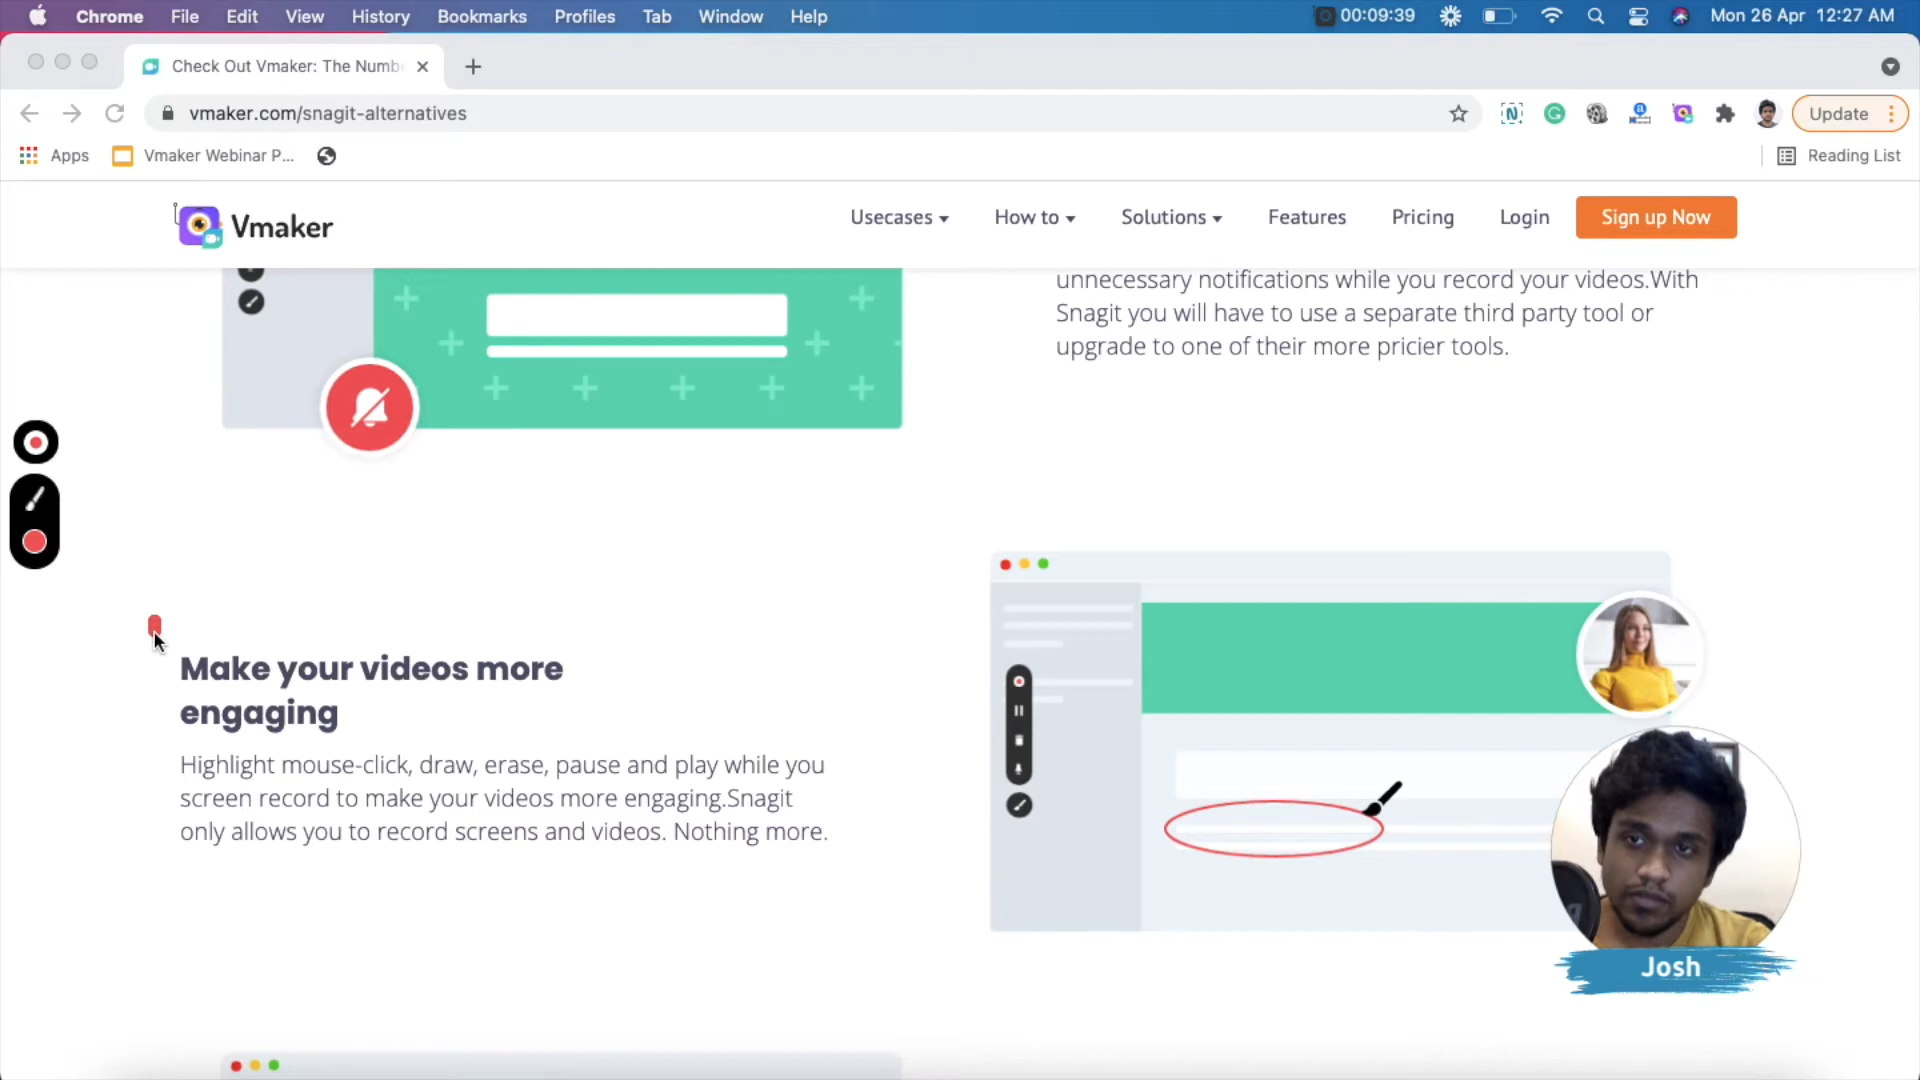 Chrome File Edit View History Bookmarks Profiles Tab Window Help 00:09:39 Mon 26 Apr 12:27 AM
Check Out Vmaker: The Numb
vmaker.com/snagit-alternatives Update
Apps Vmaker Webinar P... Reading List
Vmaker Usecases How to Solutions Features Pricing Login Sign up Now
unnecessary notifications while you record your videos.With
Snagit you will have to use a separate third party tool or
upgrade to one of their more pricier tools.
Make your videos more
engaging
Highlight mouse-click, draw, erase, pause and play while you
screen record to make your videos more engaging.Snagit
only allows you to record screens and videos. Nothing more.
Josh